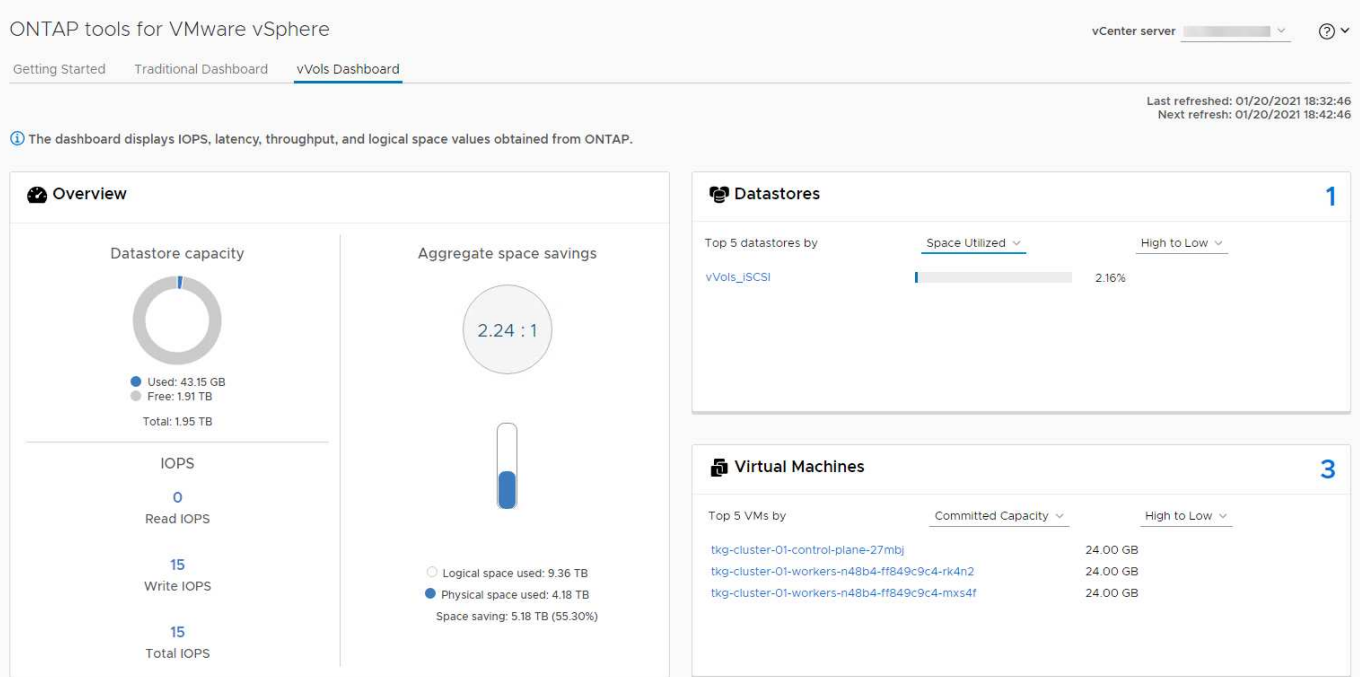 ONTAP tools for VMware vSphere
vCenter server
Getting Started Traditional Dashboard vVols Dashboard
Last refreshed: 01/20/2021 18:32:46
Next refresh: 01/20/2021 18:42:46
The dashboard displays IOPS, latency, throughput, and logical space values obtained from ONTAP.
Overview
Datastore capacity
Used: 43.15 GB
Free: 1.91 TB
Total: 1.95 TB
IOPS
0
Read IOPS
15
Write IOPS
15
Total IOPS
Aggregate space savings
2.24 : 1
Logical space used: 9.36 TB
Physical space used: 4.18 TB
Space saving: 5.18 TB (55.30%)
Datastores 1
Top 5 datastores by Space Utilized High to Low
vVols_iSCSI 2.16%
Virtual Machines 3
Top 5 VMs by Committed Capacity High to Low
tkg-cluster-01-control-plane-27mbj 24.00 GB
tkg-cluster-01-workers-n48b4-ff849c9c4-rk4n2 24.00 GB
tkg-cluster-01-workers-n48b4-ff849c9c4-mxs4f 24.00 GB